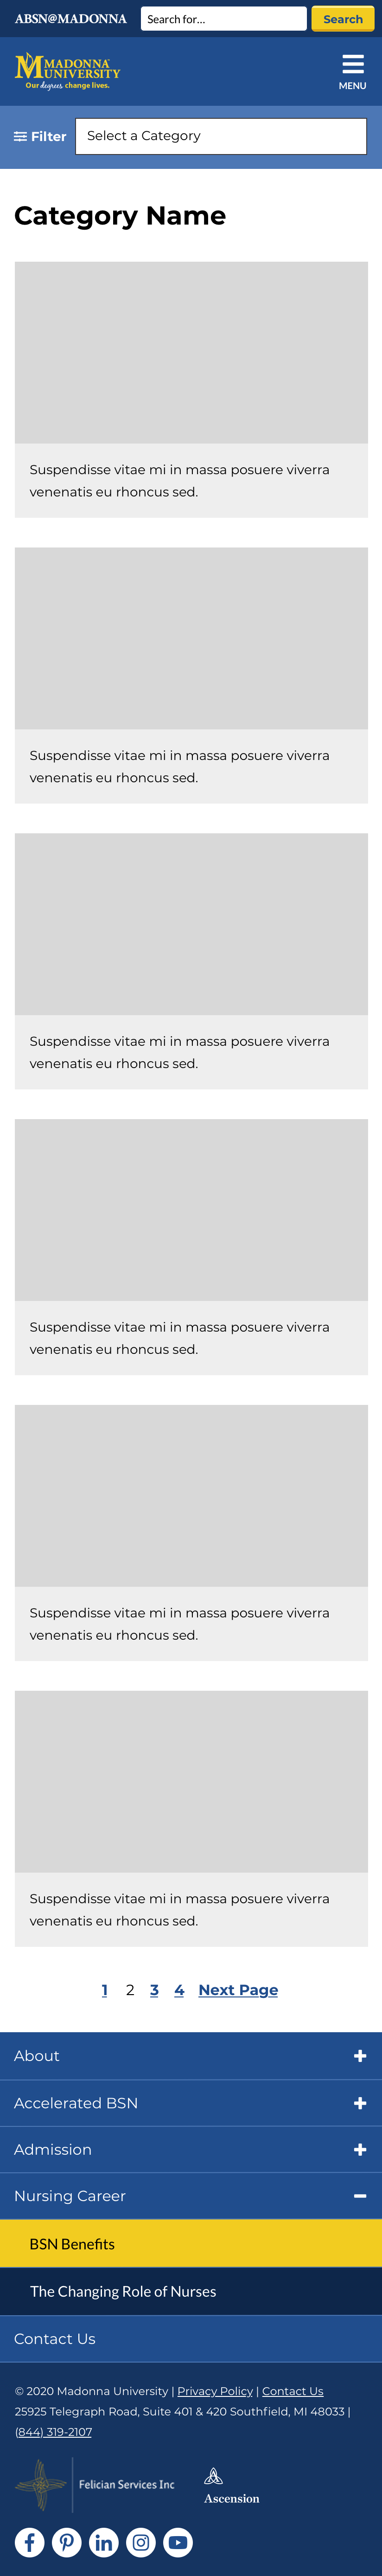 ABSN@MADONNA
Search for...
Search
MADONNA
UNIVERSITY
Our degrees change lives.
MENU
Filter
Select a Category
Category Name
Suspendisse vitae mi in massa posuere viverra
venenatis eu rhoncus sed.
Suspendisse vitae mi in massa posuere viverra
venenatis eu rhoncus sed.
Suspendisse vitae mi in massa posuere viverra
venenatis eu rhoncus sed.
Suspendisse vitae mi in massa posuere viverra
venenatis eu rhoncus sed.
Suspendisse vitae mi in massa posuere viverra
venenatis eu rhoncus sed.
Suspendisse vitae mi in massa posuere viverra
venenatis eu rhoncus sed.
1 2 3 4 Next Page
About
Accelerated BSN
Admission
Nursing Career
BSN Benefits
The Changing Role of Nurses
Contact Us
© 2020 Madonna University | Privacy Policy | Contact Us
25925 Telegraph Road, Suite 401 & 420 Southfield, MI 48033 |
(844) 319-2107
Felician Services Inc
Ascension